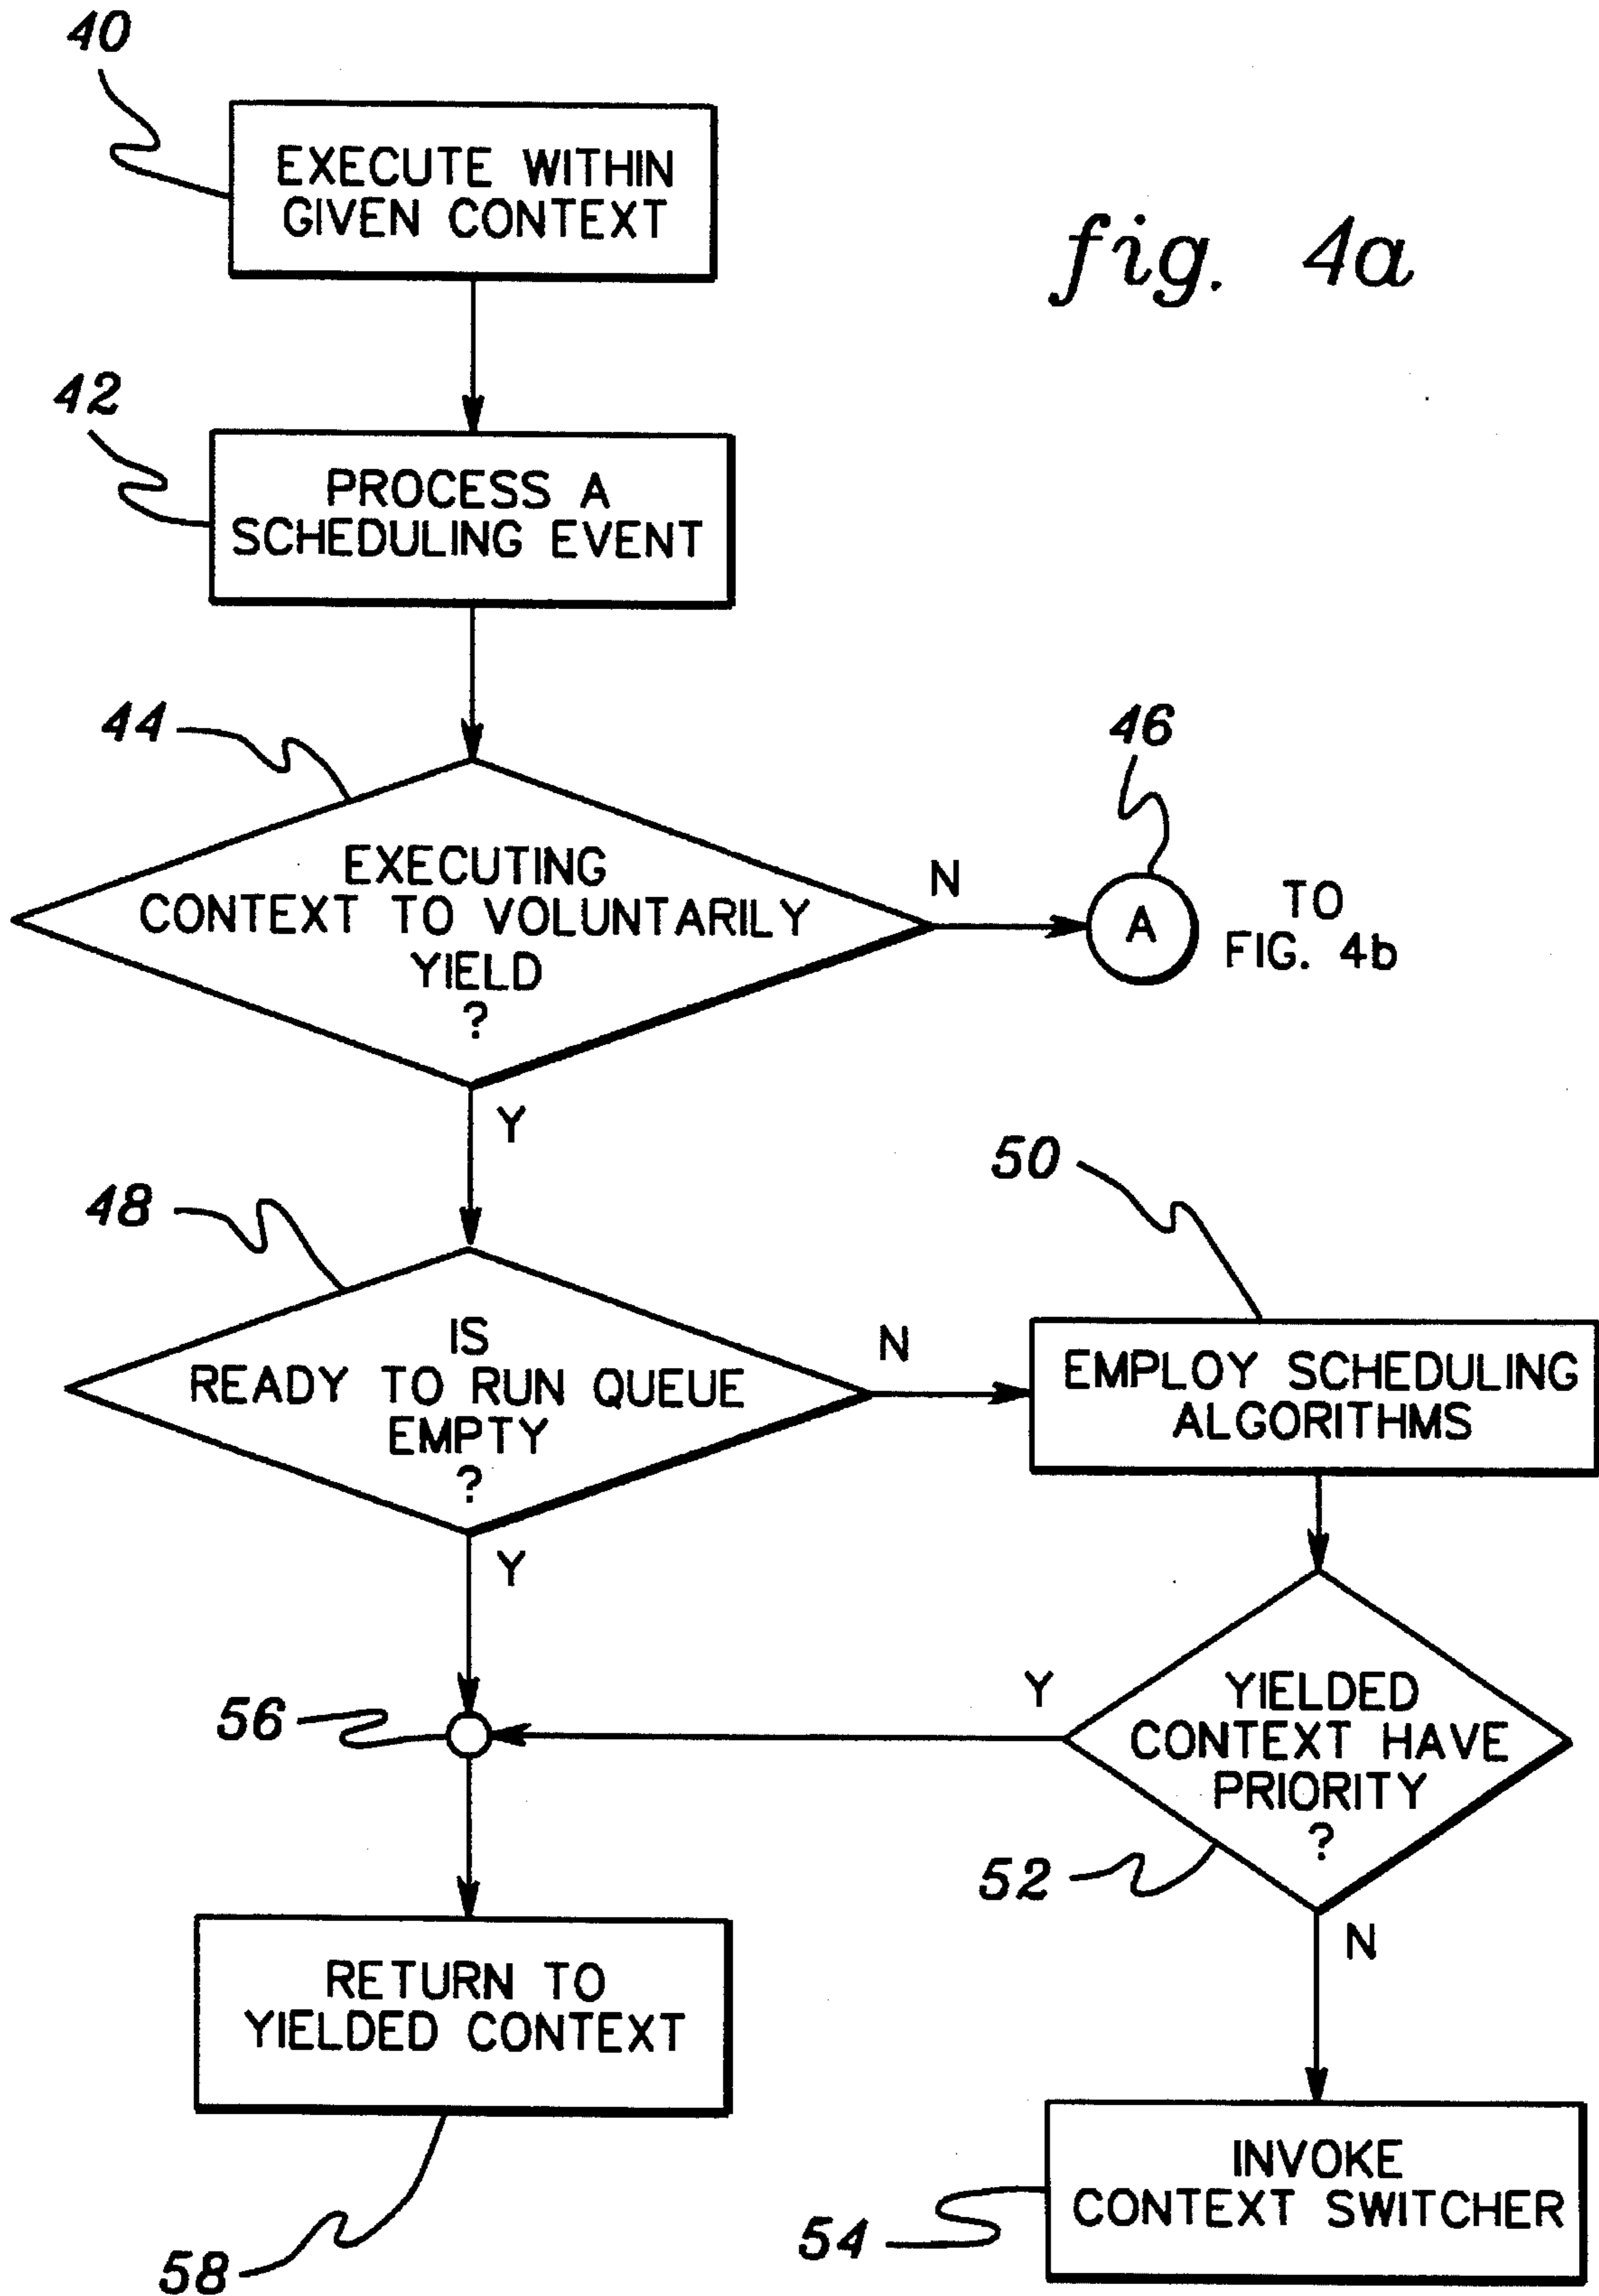 40
EXECUTE WITHIN
GIVEN CONTEXT
fig. 4a
42
PROCESS A
SCHEDULING EVENT
44
EXECUTING
CONTEXT TO VOLUNTARILY
YIELD
?
N
46
A
TO
FIG. 4b
Y
48
IS
READY TO RUN QUEUE
EMPTY
?
N
50
EMPLOY SCHEDULING
ALGORITHMS
Y
56
Y
YIELDED
CONTEXT HAVE
PRIORITY
?
52
N
RETURN TO
YIELDED CONTEXT
58
INVOKE
CONTEXT SWITCHER
54